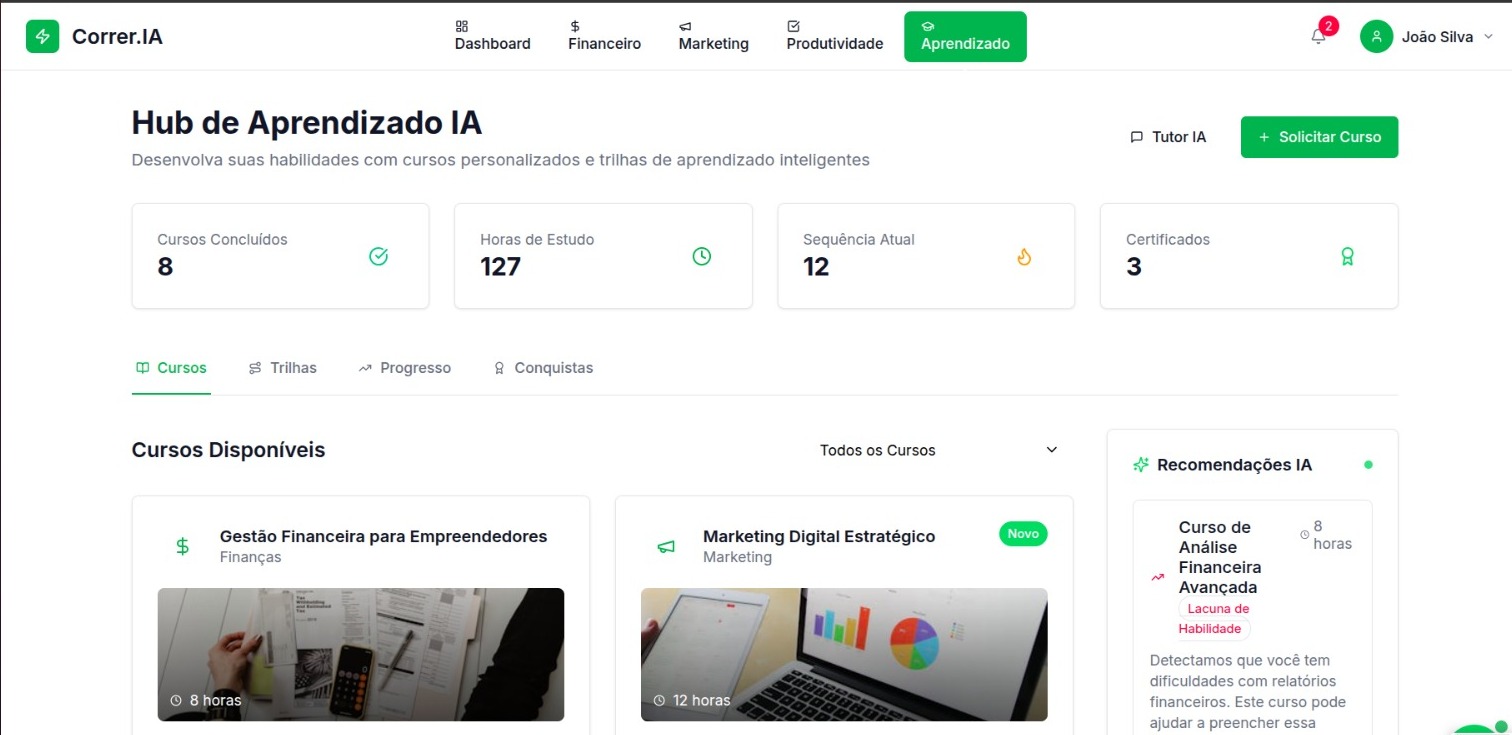 Correr.IA
Dashboard
Financeiro
Marketing
Produtividade
Aprendizado
2
João Silva
Hub de Aprendizado IA
Desenvolva suas habilidades com cursos personalizados e trilhas de aprendizado inteligentes
Tutor IA
+ Solicitar Curso
Cursos Concluídos
8
Horas de Estudo
127
Sequência Atual
12
Certificados
3
Cursos
Trilhas
Progresso
Conquistas
Cursos Disponíveis
Todos os Cursos
Gestão Financeira para Empreendedores
Finanças
8 horas
Marketing Digital Estratégico
Marketing
Novo
12 horas
Recomendações IA
Curso de
Análise
Financeira
Avançada
8
horas
Lacuna de
Habilidade
Detectamos que você tem
dificuldades com relatórios
financeiros. Este curso pode
ajudar a preencher essa